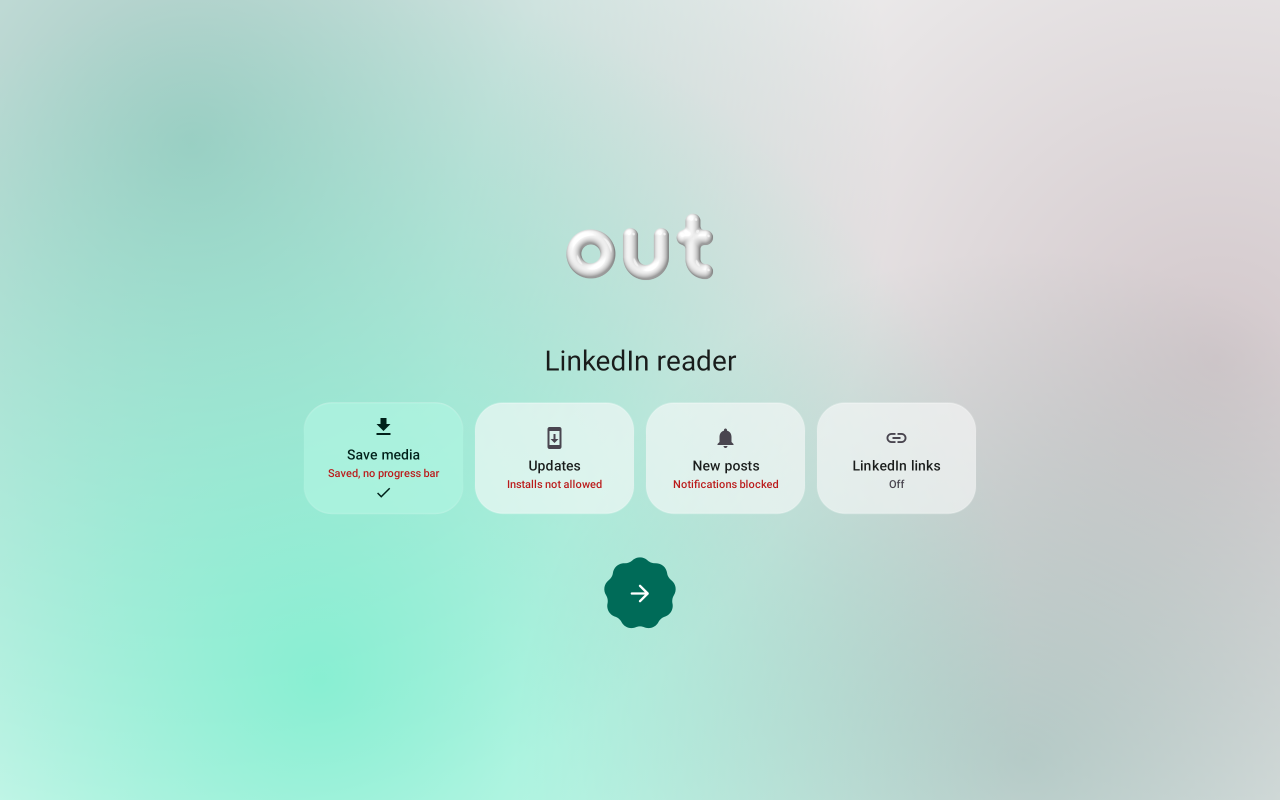 out
LinkedIn reader
Save media
Saved, no progress bar
Updates
Installs not allowed
New posts
Notifications blocked
LinkedIn links
Off